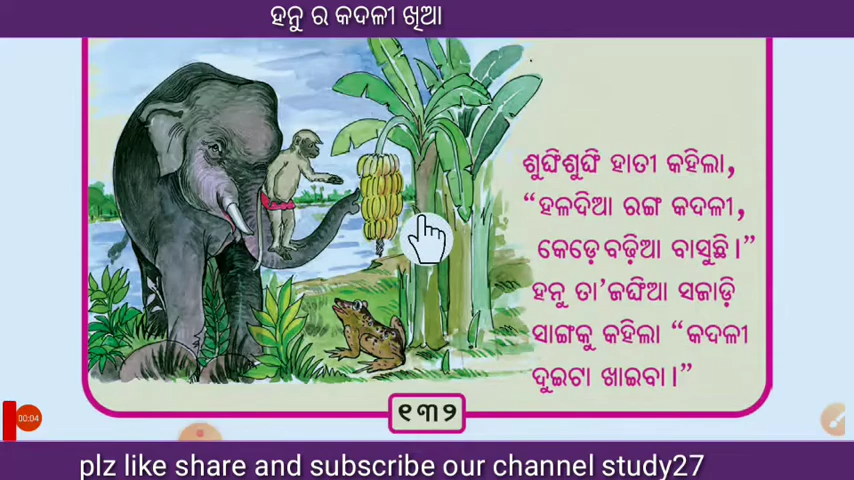 ହନୁ ର କଦଳୀ ଖିଆ
ଶୁଙ୍ଘିଶୁଙ୍ଘି ହାତୀ କହିଲା,
“ହଳଦିଆ ରଙ୍ଗ କଦଳୀ,
କେଡ଼େ ବଢ଼ିଆ ବାସୁଛି।”
ହନୁ ତା’ଜଙ୍ଘିଆ ସଜାଡ଼ି
ସାଙ୍ଗକୁ କହିଲା “କଦଳୀ
ଦୁଇଟା ଖାଇବା।”
୧୩୨
00:04
plz like share and subscribe our channel study27